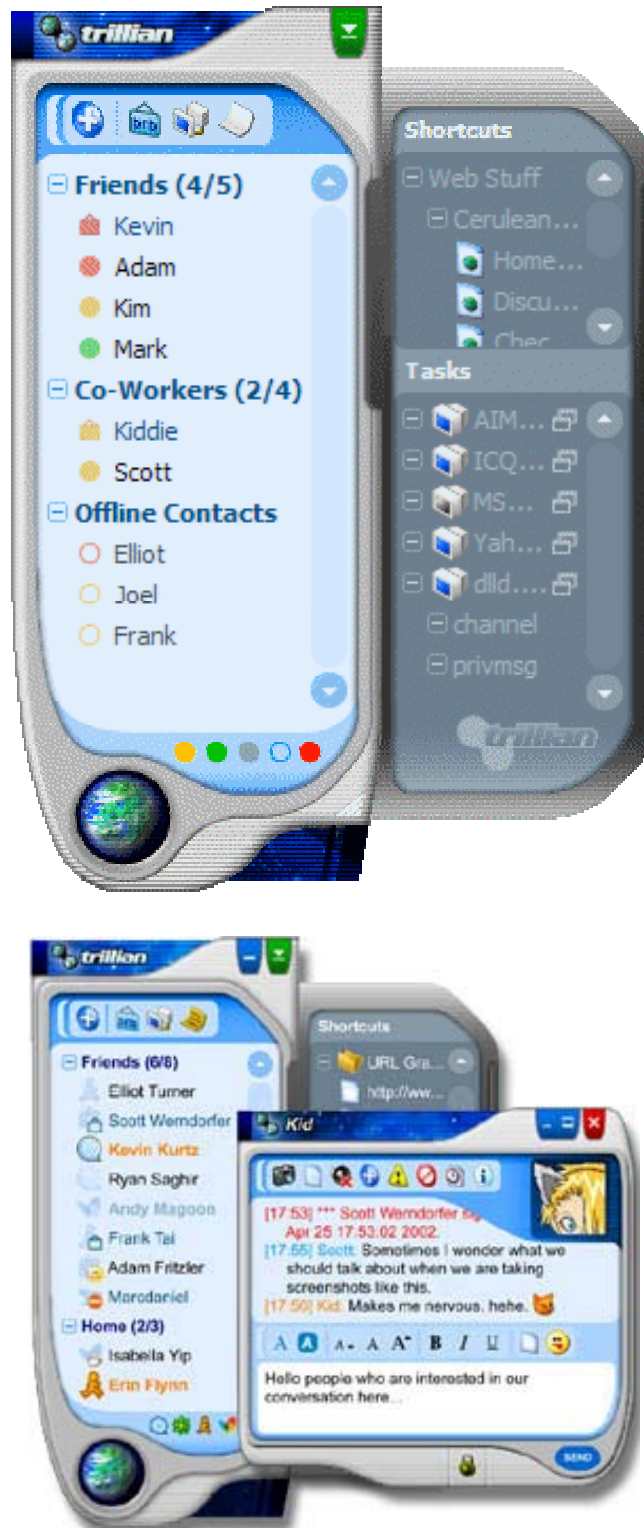 trillian
brb
Friends (4/5)
Kevin
Adam
Kim
Mark
Co-Workers (2/4)
Kiddie
Scott
Offline Contacts
Elliot
Joel
Frank
Shortcuts
Web Stuff
Cerulean...
Home...
Discu...
Chec
Tasks
AIM...
ICQ...
MS...
Yah...
dlld....
channel
privmsg
trillian
trillian
Friends (6/8)
Elliot Turner
Scott Werndorfer
Kevin Kurtz
Ryan Saghir
Andy Magoon
Frank Tai
Adam Fritzler
Marcdaniel
Home (2/3)
Isabella Yip
Erin Flynn
Shortcuts
URL Gra...
http://ww...
Kid
[17:53] *** Scott Werndorfer sig
Apr 25 17:53:02 2002.
[17:55] Scott: Sometimes I wonder what we
should talk about when we are taking
screenshots like this.
Kid: Makes me nervous. hehe.
A A A A A B I U
Hello people who are interested in our
conversation here...
SEND